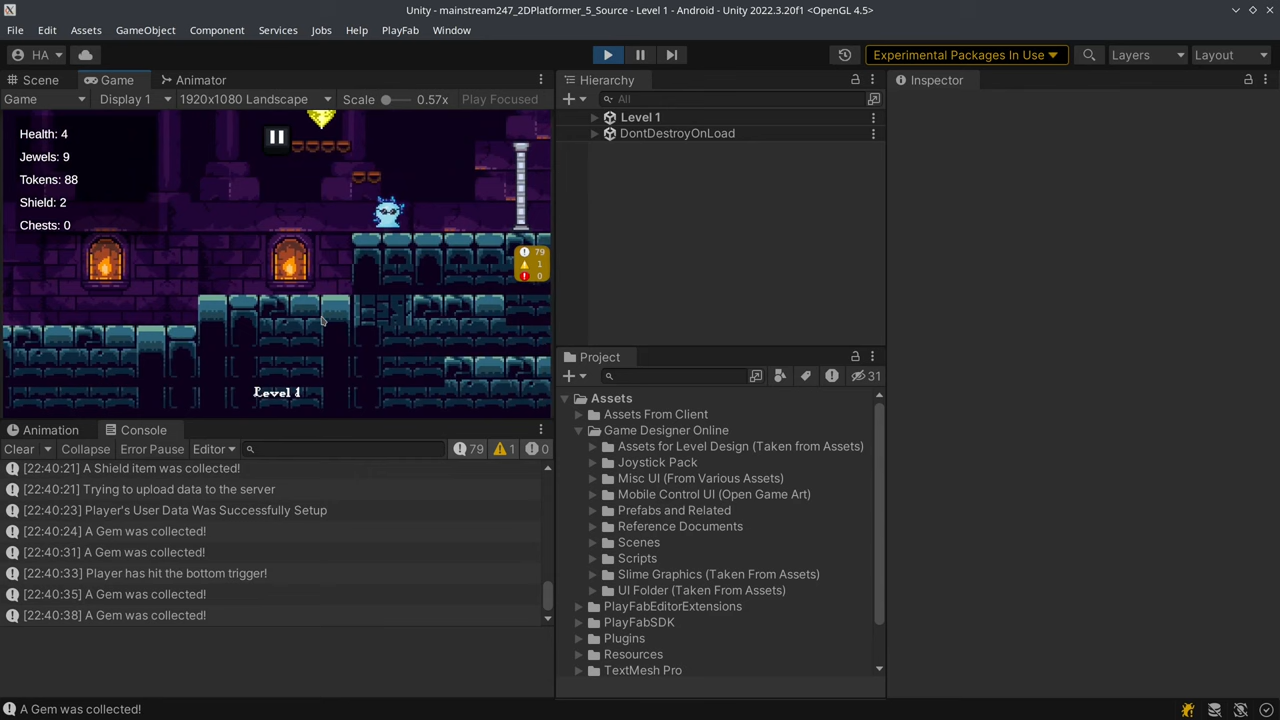 Unity - mainstream247_2DPlatformer_5_Source - Level 1 - Android - Unity 2022.3.20f1 <OpenGL 4.5>
File Edit Assets GameObject Component Services Jobs Help PlayFab Window
HA Experimental Packages In Use Layers Layout
Scene Game Animator
Game Display 1 1920x1080 Landscape Scale 0.57x Play Focused
Health: 4
Jewels: 9
Tokens: 88
Shield: 2
Chests: 0
79
1
0
Level 1
Animation Console
Clear Collapse Error Pause Editor 79 1 0
[22:40:21] A Shield item was collected!
[22:40:21] Trying to upload data to the server
[22:40:23] Player's User Data Was Successfully Setup
[22:40:24] A Gem was collected!
[22:40:31] A Gem was collected!
[22:40:33] Player has hit the bottom trigger!
[22:40:35] A Gem was collected!
[22:40:38] A Gem was collected!
Hierarchy
All
Level 1
DontDestroyOnLoad
Project
31
Assets
Assets From Client
Game Designer Online
Assets for Level Design (Taken from Assets)
Joystick Pack
Misc UI (From Various Assets)
Mobile Control UI (Open Game Art)
Prefabs and Related
Reference Documents
Scenes
Scripts
Slime Graphics (Taken From Assets)
UI Folder (Taken From Assets)
PlayFabEditorExtensions
PlayFabSDK
Plugins
Resources
TextMesh Pro
Inspector
A Gem was collected!